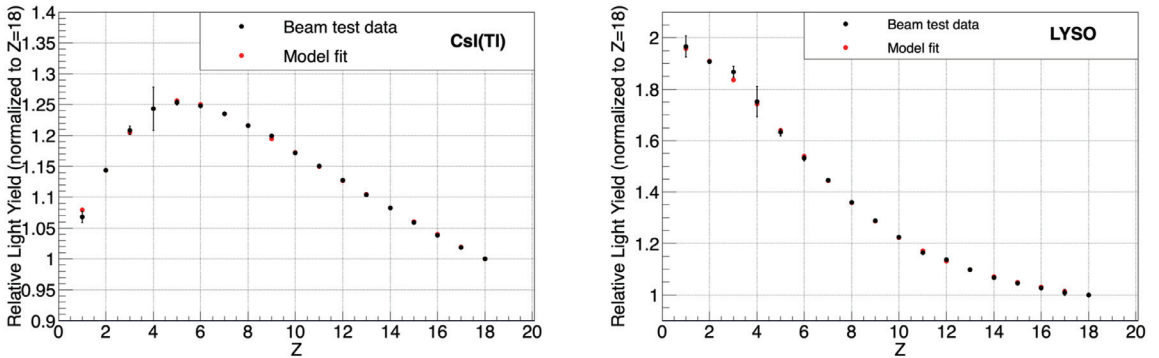 Relative Light Yield (normalized to Z=18)
1.4
1.35
1.3
1.25
1.2
1.15
1.1
1.05
1
0.95
0.9
Beam test data
Model fit
CsI(Tl)
0 2 4 6 8 10 12 14 16 18 20
Z
Relative Light Yield (normalized to Z=18)
2
1.8
1.6
1.4
1.2
1
Beam test data
Model fit
LYSO
0 2 4 6 8 10 12 14 16 18 20
Z